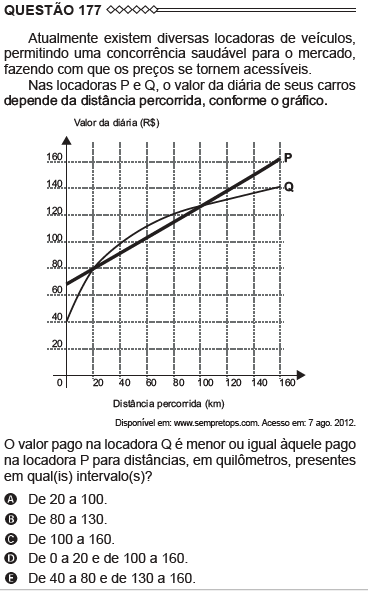 QUESTÃO 177
Atualmente existem diversas locadoras de veículos,
permitindo uma concorrência saudável para o mercado,
fazendo com que os preços se tornem acessíveis.
Nas locadoras P e Q, o valor da diária de seus carros
depende da distância percorrida, conforme o gráfico.
Valor da diária (R$)
160
P
140
Q
120
100
80
60
40
20
0 20 40 60 80 100 120 140 160
Distância percorrida (km)
Disponível em: www.sempretops.com. Acesso em: 7 ago. 2012.
O valor pago na locadora Q é menor ou igual àquele pago
na locadora P para distâncias, em quilômetros, presentes
em qual(is) intervalo(s)?
A De 20 a 100.
B De 80 a 130.
C De 100 a 160.
D De 0 a 20 e de 100 a 160.
E De 40 a 80 e de 130 a 160.